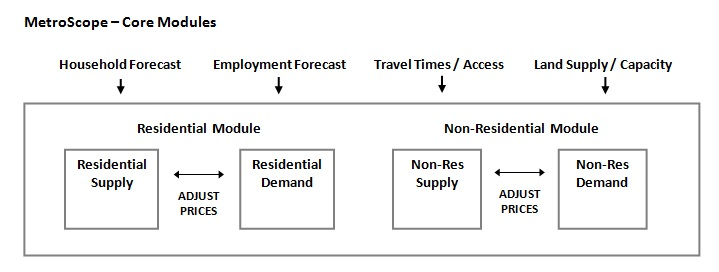 MetroScope – Core Modules
Household Forecast
Employment Forecast
Travel Times / Access
Land Supply / Capacity
Residential Module
Non-Residential Module
Residential
Supply
ADJUST
PRICES
Residential
Demand
Non-Res
Supply
ADJUST
PRICES
Non-Res
Demand